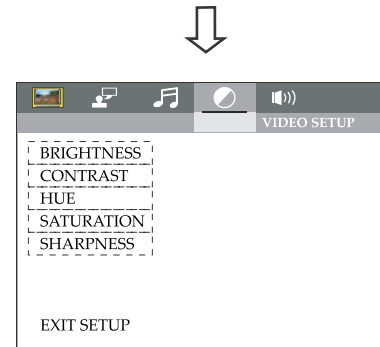 VIDEO SETUP
BRIGHTNESS
CONTRAST
HUE
SATURATION
SHARPNESS
EXIT SETUP